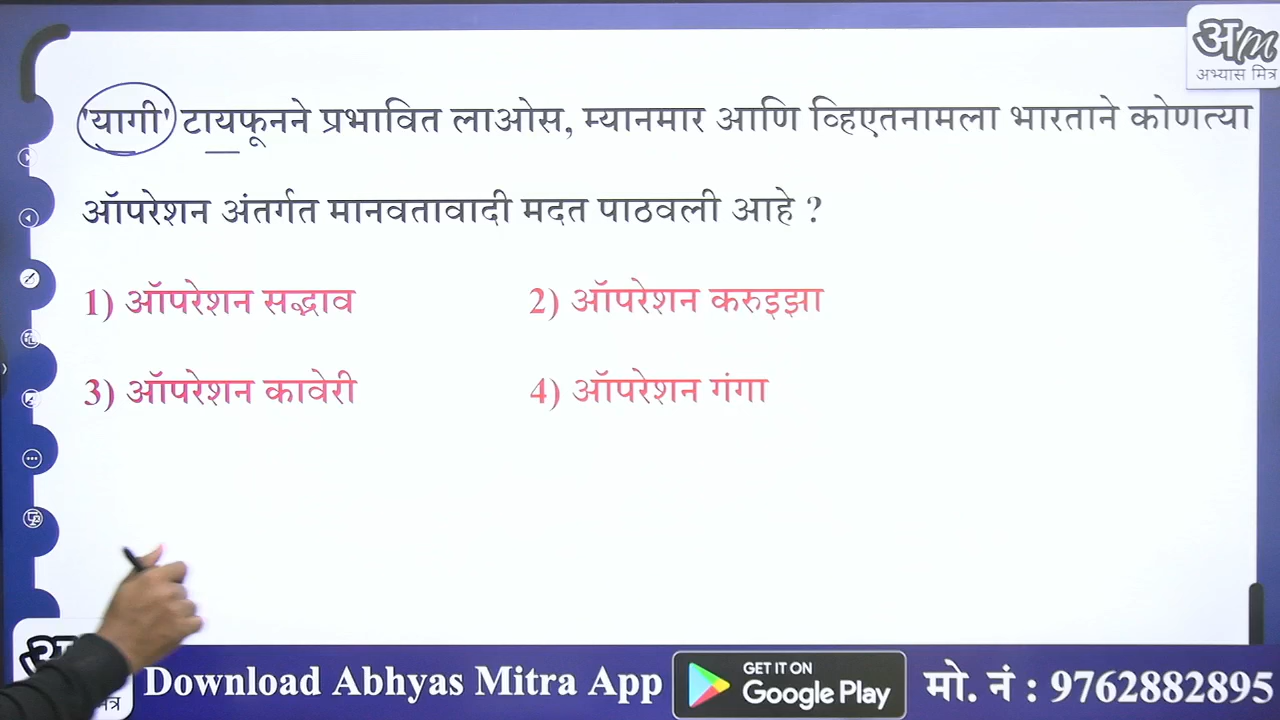 अm
अभ्यास मित्र
'यागी' टायफूनने प्रभावित लाओस, म्यानमार आणि व्हिएतनामला भारताने कोणत्या
ऑपरेशन अंतर्गत मानवतावादी मदत पाठवली आहे ?
1) ऑपरेशन सद्भाव 2) ऑपरेशन करुइझा
3) ऑपरेशन कावेरी 4) ऑपरेशन गंगा
Download Abhyas Mitra App GET IT ON Google Play मो. नं : 9762882895